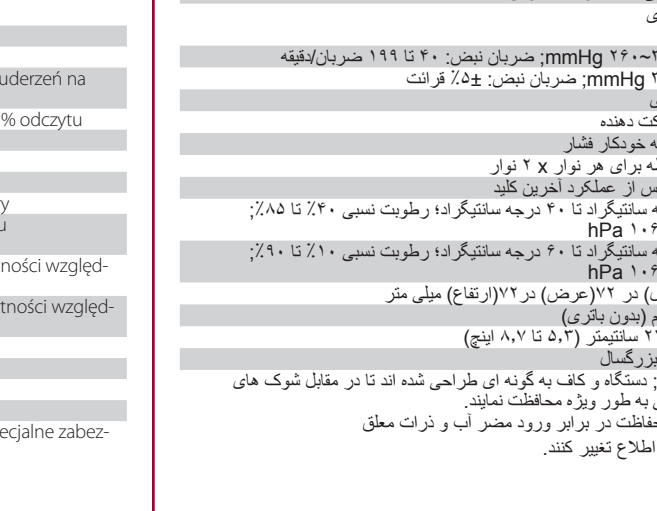 uderzeń na
% odczytu
y
u
ności względ-
tności względ-
ecjalne zabez-
ی
۲~۲۶۰ mmHg; ضربان نبض: ۴۰ تا ۱۹۹ ضربان/دقیقه
mmHg; ضربان نبض: ±۵٪ قرائت
ی
کت دهنده
ه خودکار فشار
له برای هر نوار x ۲ نوار
س از عملکرد آخرین کلید
ه سانتیگراد تا ۴۰ درجه سانتیگراد؛ رطوبت نسبی ۴۰٪ تا ۸۵٪;
۱۰۶ hPa
ه سانتیگراد تا ۶۰ درجه سانتیگراد؛ رطوبت نسبی ۱۰٪ تا ۹۰٪;
۱۰۶ hPa
) در ۷۲(عرض) در۷۲(ارتفاع) میلی متر
م (بدون باتری)
۲ سانتیمتر (۵٫۳ تا ۸٫۷ اینچ)
بزرگسال
; دستگاه و کاف به گونه ای طراحی شده اند تا در مقابل شوک های
ی به طور ویژه محافظت نمایند.
حفاظت در برابر ورود مضر آب و ذرات معلق
اطلاع تغییر کنند.